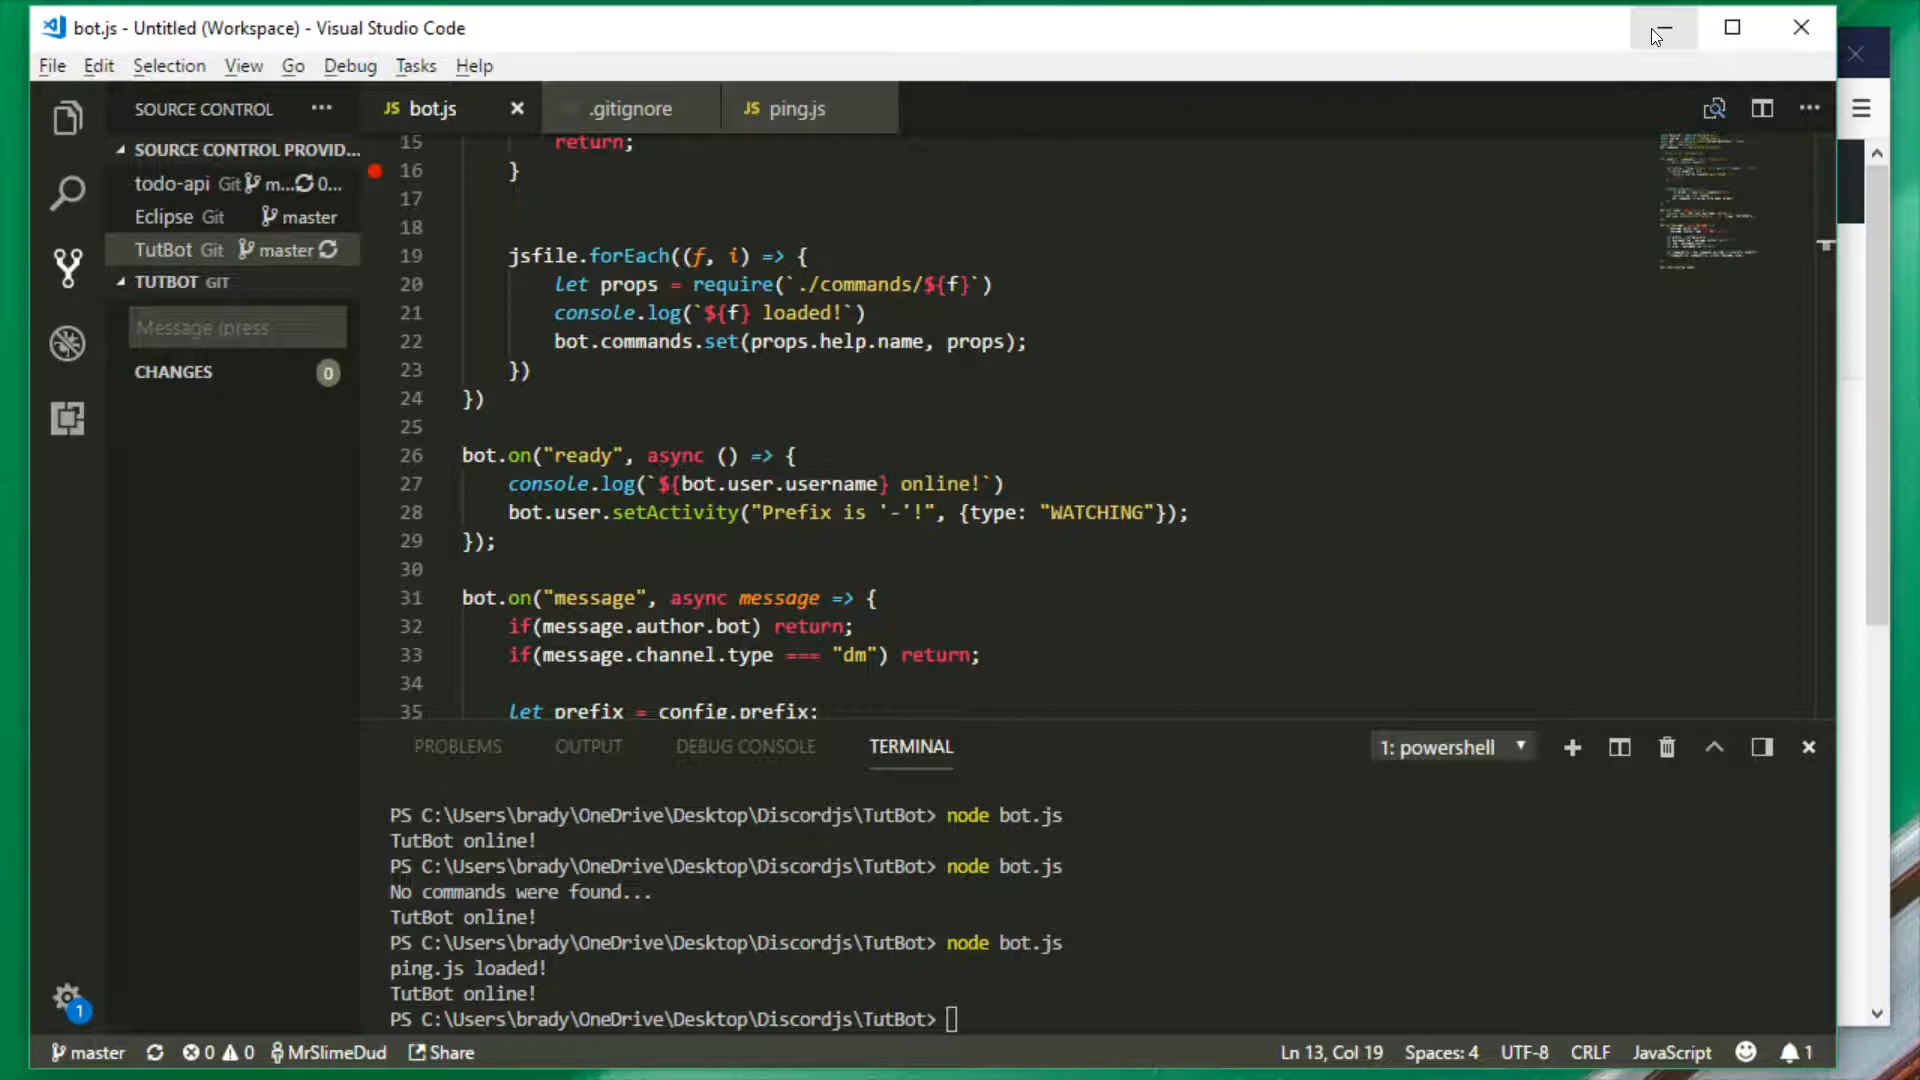 bot.js - Untitled (Workspace) - Visual Studio Code
File Edit Selection View Go Debug Tasks Help
SOURCE CONTROL ···
JS bot.js
.gitignore
JS ping.js
SOURCE CONTROL PROVID...
todo-api Git m... 0...
Eclipse Git master
TutBot Git master
TUTBOT GIT
Message (press
CHANGES 0
15 return;
16 }
17
18
19 jsfile.forEach((f, i) => {
20 let props = require(`./commands/${f}`)
21 console.log(`${f} loaded!`)
22 bot.commands.set(props.help.name, props);
23 })
24 })
25
26 bot.on("ready", async () => {
27 console.log(`${bot.user.username} online!`)
28 bot.user.setActivity("Prefix is '-'!", {type: "WATCHING"});
29 });
30
31 bot.on("message", async message => {
32 if(message.author.bot) return;
33 if(message.channel.type === "dm") return;
34
35 let prefix = config.prefix;
PROBLEMS OUTPUT DEBUG CONSOLE TERMINAL 1: powershell
PS C:\Users\brady\OneDrive\Desktop\Discordjs\TutBot> node bot.js
TutBot online!
PS C:\Users\brady\OneDrive\Desktop\Discordjs\TutBot> node bot.js
No commands were found...
TutBot online!
PS C:\Users\brady\OneDrive\Desktop\Discordjs\TutBot> node bot.js
ping.js loaded!
TutBot online!
PS C:\Users\brady\OneDrive\Desktop\Discordjs\TutBot>
1
master 0 0 MrSlimeDud Share Ln 13, Col 19 Spaces: 4 UTF-8 CRLF JavaScript 1